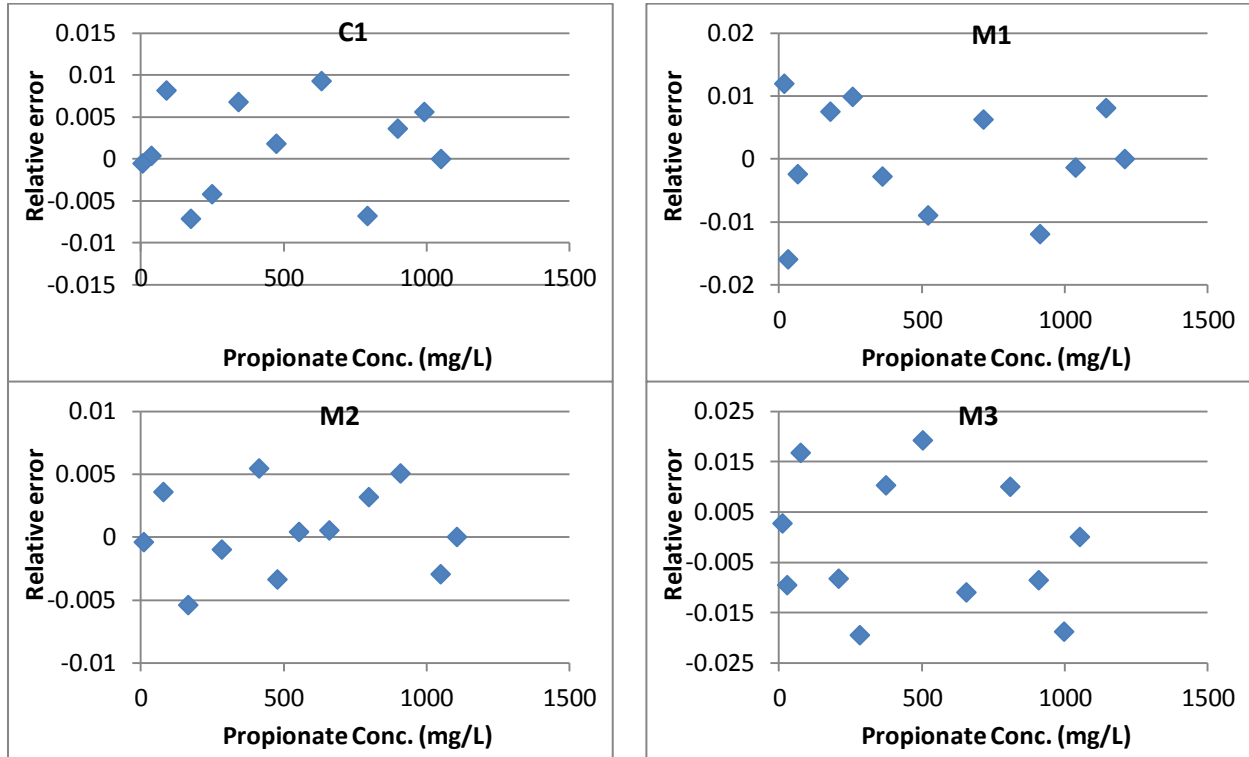 C1
0.015
0.01
0.005
0
-0.005
-0.01
-0.015
Relative error
0 500 1000 1500
Propionate Conc. (mg/L)
M1
0.02
0.01
0
-0.01
-0.02
Relative error
0 500 1000 1500
Propionate Conc. (mg/L)
M2
0.01
0.005
0
-0.005
-0.01
Relative error
0 500 1000 1500
Propionate Conc. (mg/L)
M3
0.025
0.015
0.005
-0.005
-0.015
-0.025
Relative error
0 500 1000 1500
Propionate Conc. (mg/L)